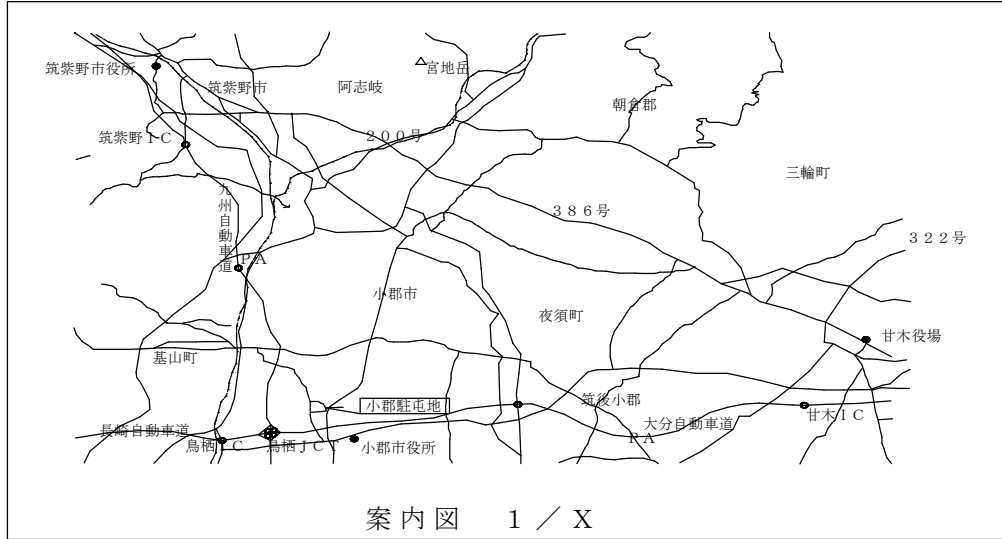 筑紫野市役所
筑紫野市
阿志岐
宮地岳
朝倉郡
筑紫野ＩＣ
２００号
三輪町
九州自動車道
ＰＡ
３８６号
３２２号
小郡市
夜須町
甘木役場
基山町
小郡駐屯地
筑後小郡
ＰＡ
大分自動車道
甘木ＩＣ
長崎自動車道
鳥栖ＩＣ
鳥栖ＪＣＴ
小郡市役所
案内図　１／Ｘ